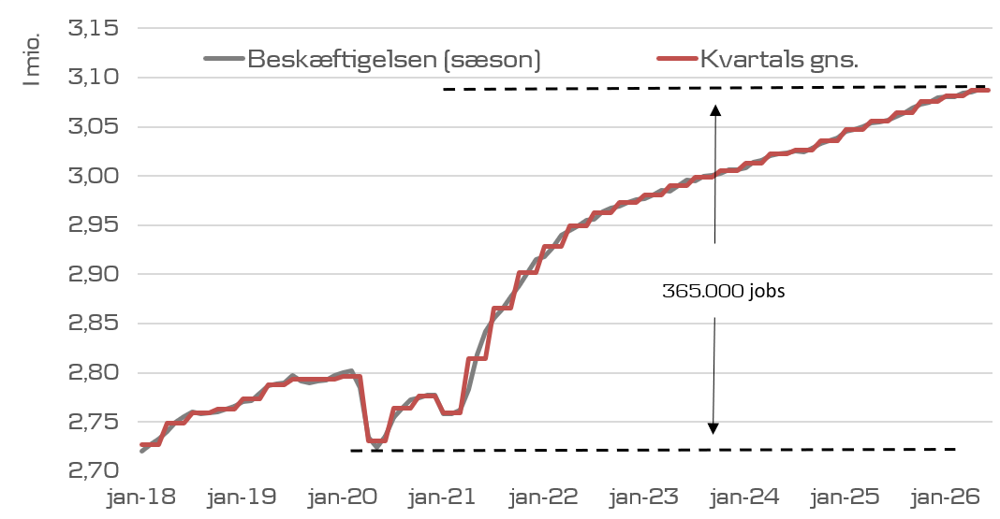 I mio.
3,15
Beskæftigelsen (sæson)
Kvartals gns.
3,10
3,05
3,00
2,95
2,90
365.000 jobs
2,85
2,80
2,75
2,70
jan-18 jan-19 jan-20 jan-21 jan-22 jan-23 jan-24 jan-25 jan-26